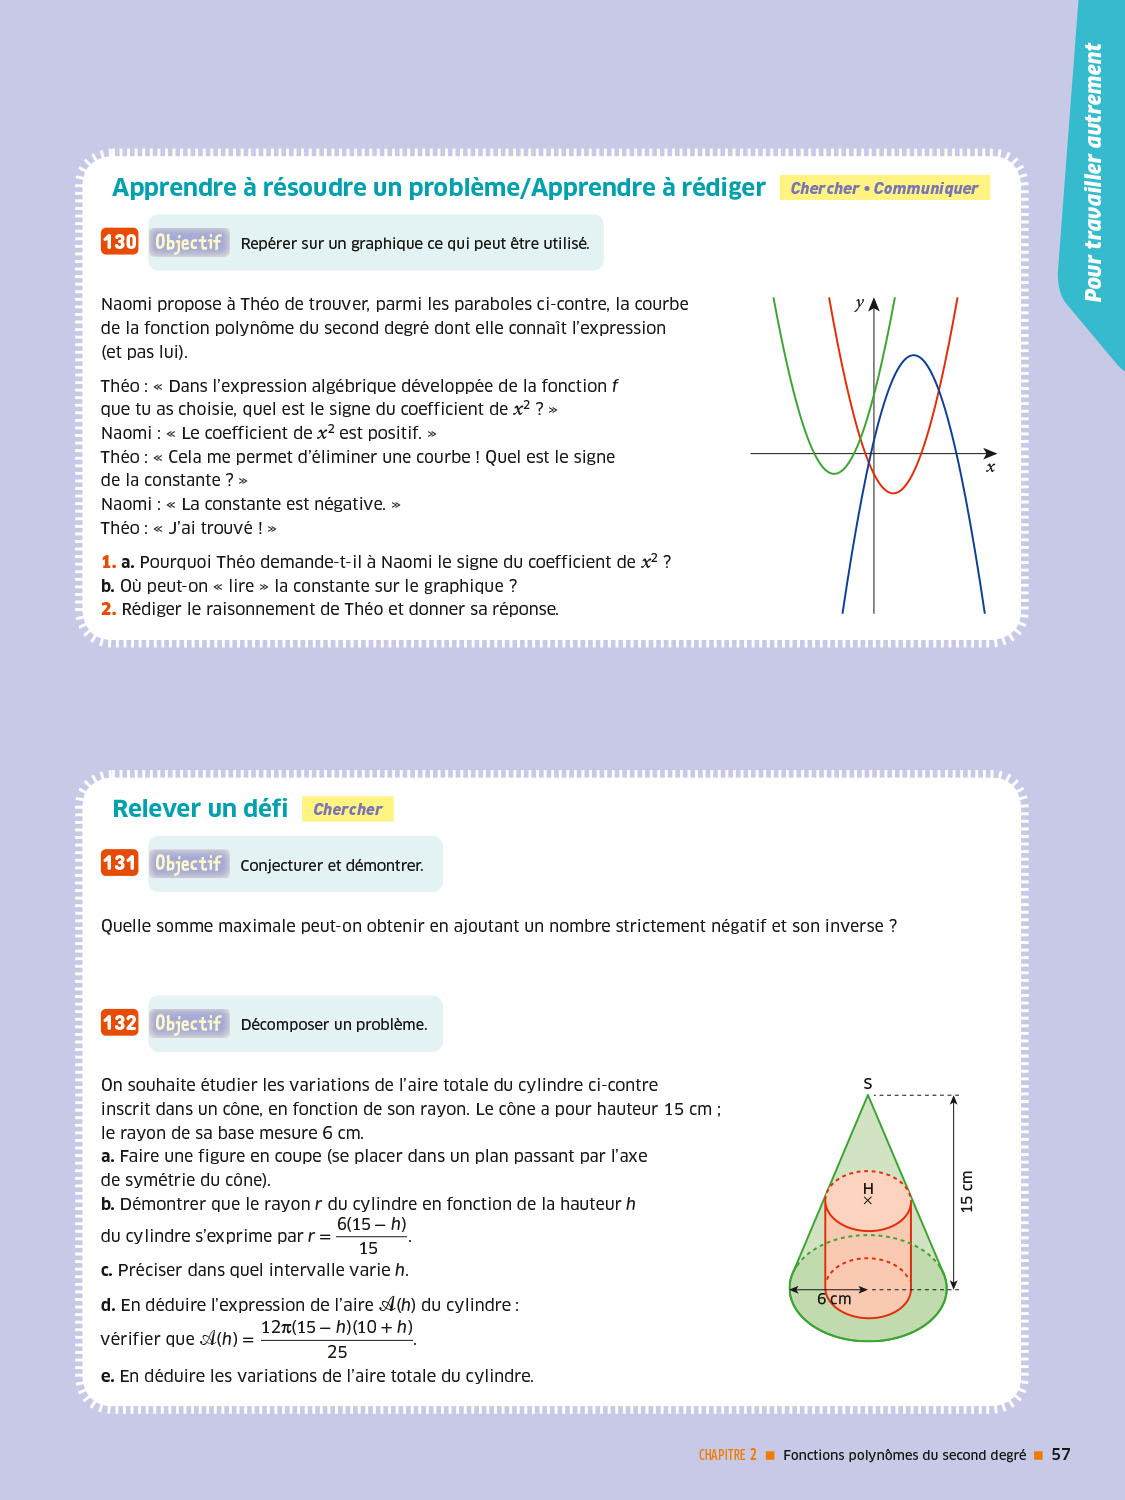 Pour travailler autrement
Apprendre à résoudre un problème/Apprendre à rédiger
Chercher • Communiquer
130 Objectif Repérer sur un graphique ce qui peut être utilisé.
Naomi propose à Théo de trouver, parmi les paraboles ci-contre, la courbe
de la fonction polynôme du second degré dont elle connaît l'expression
(et pas lui).
Théo : « Dans l'expression algébrique développée de la fonction f
que tu as choisie, quel est le signe du coefficient de x² ? »
Naomi : « Le coefficient de x² est positif. »
Théo : « Cela me permet d'éliminer une courbe ! Quel est le signe
de la constante ? »
Naomi : « La constante est négative. »
Théo : « J'ai trouvé ! »
1. a. Pourquoi Théo demande-t-il à Naomi le signe du coefficient de x² ?
b. Où peut-on « lire » la constante sur le graphique ?
2. Rédiger le raisonnement de Théo et donner sa réponse.
y
x
Relever un défi
Chercher
131 Objectif Conjecturer et démontrer.
Quelle somme maximale peut-on obtenir en ajoutant un nombre strictement négatif et son inverse ?
132 Objectif Décomposer un problème.
On souhaite étudier les variations de l'aire totale du cylindre ci-contre
inscrit dans un cône, en fonction de son rayon. Le cône a pour hauteur 15 cm ;
le rayon de sa base mesure 6 cm.
a. Faire une figure en coupe (se placer dans un plan passant par l'axe
de symétrie du cône).
b. Démontrer que le rayon r du cylindre en fonction de la hauteur h
du cylindre s'exprime par r = 6(15 – h)/15.
c. Préciser dans quel intervalle varie h.
d. En déduire l'expression de l'aire 𝒜(h) du cylindre :
vérifier que 𝒜(h) = 12π(15 – h)(10 + h)/25.
e. En déduire les variations de l'aire totale du cylindre.
S
H
15 cm
6 cm
CHAPITRE 2 ■ Fonctions polynômes du second degré ■ 57